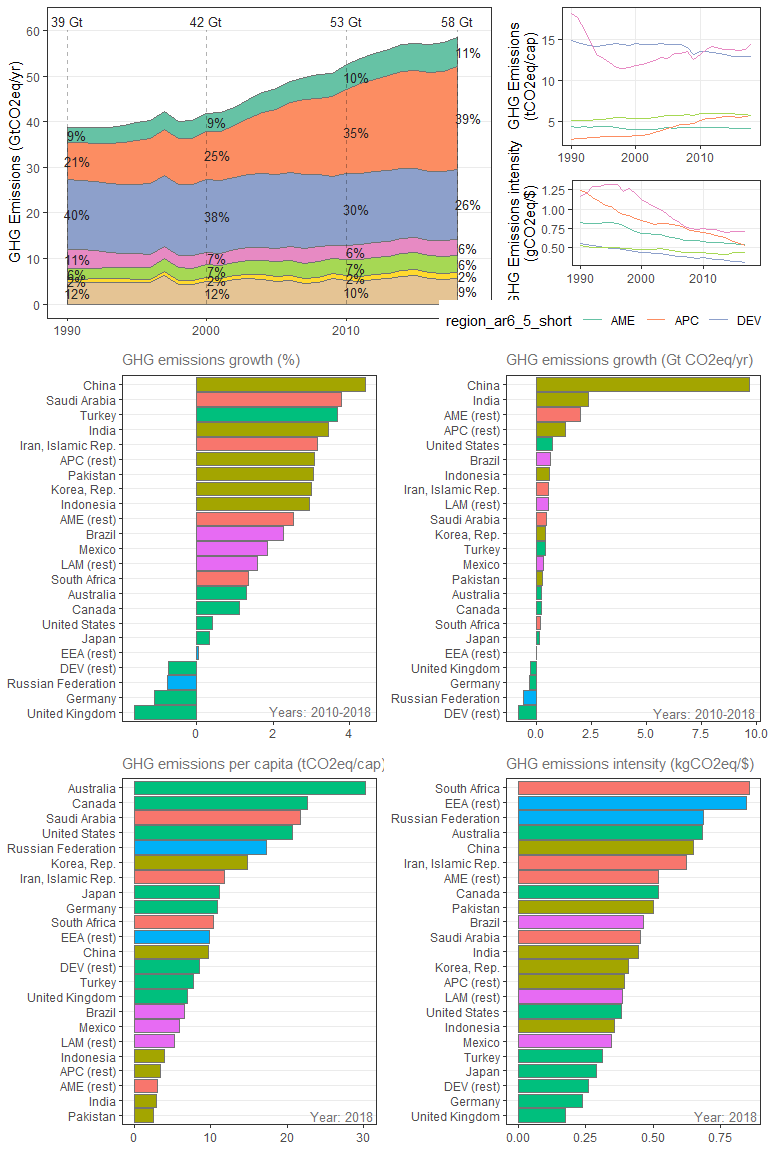 39 Gt 42 Gt 53 Gt 58 Gt
GHG Emissions (GtCO2eq/yr)
60
50
40
30
20
10
0
1990 2000 2010
9% 9% 10% 11%
21% 25% 35% 39%
40% 38% 30% 26%
11% 7% 6% 6%
6% 7% 7% 6%
2% 2% 2% 2%
12% 12% 10% 9%
GHG Emissions
(tCO2eq/cap)
15
10
5
1990 2000 2010
GHG Emissions intensity
(gCO2eq/$)
1.25
1.00
0.75
0.50
1990 2000 2010
region_ar6_5_short AME APC DEV
GHG emissions growth (%)
China
Saudi Arabia
Turkey
India
Iran, Islamic Rep.
APC (rest)
Pakistan
Korea, Rep.
Indonesia
AME (rest)
Brazil
Mexico
LAM (rest)
South Africa
Australia
Canada
United States
Japan
EEA (rest)
DEV (rest)
Russian Federation
Germany
United Kingdom
Years: 2010-2018
0 2 4
GHG emissions growth (Gt CO2eq/yr)
China
India
AME (rest)
APC (rest)
United States
Brazil
Indonesia
Iran, Islamic Rep.
LAM (rest)
Saudi Arabia
Korea, Rep.
Turkey
Mexico
Pakistan
Australia
Canada
South Africa
Japan
EEA (rest)
United Kingdom
Germany
Russian Federation
DEV (rest)
Years: 2010-2018
0.0 2.5 5.0 7.5 10.0
GHG emissions per capita (tCO2eq/cap)
Australia
Canada
Saudi Arabia
United States
Russian Federation
Korea, Rep.
Iran, Islamic Rep.
Japan
Germany
South Africa
EEA (rest)
China
DEV (rest)
Turkey
United Kingdom
Brazil
Mexico
LAM (rest)
Indonesia
APC (rest)
AME (rest)
India
Pakistan
Year: 2018
0 10 20 30
GHG emissions intensity (kgCO2eq/$)
South Africa
EEA (rest)
Russian Federation
Australia
China
Iran, Islamic Rep.
AME (rest)
Canada
Pakistan
Brazil
Saudi Arabia
India
Korea, Rep.
APC (rest)
LAM (rest)
United States
Indonesia
Mexico
Turkey
Japan
DEV (rest)
Germany
United Kingdom
Year: 2018
0.00 0.25 0.50 0.75